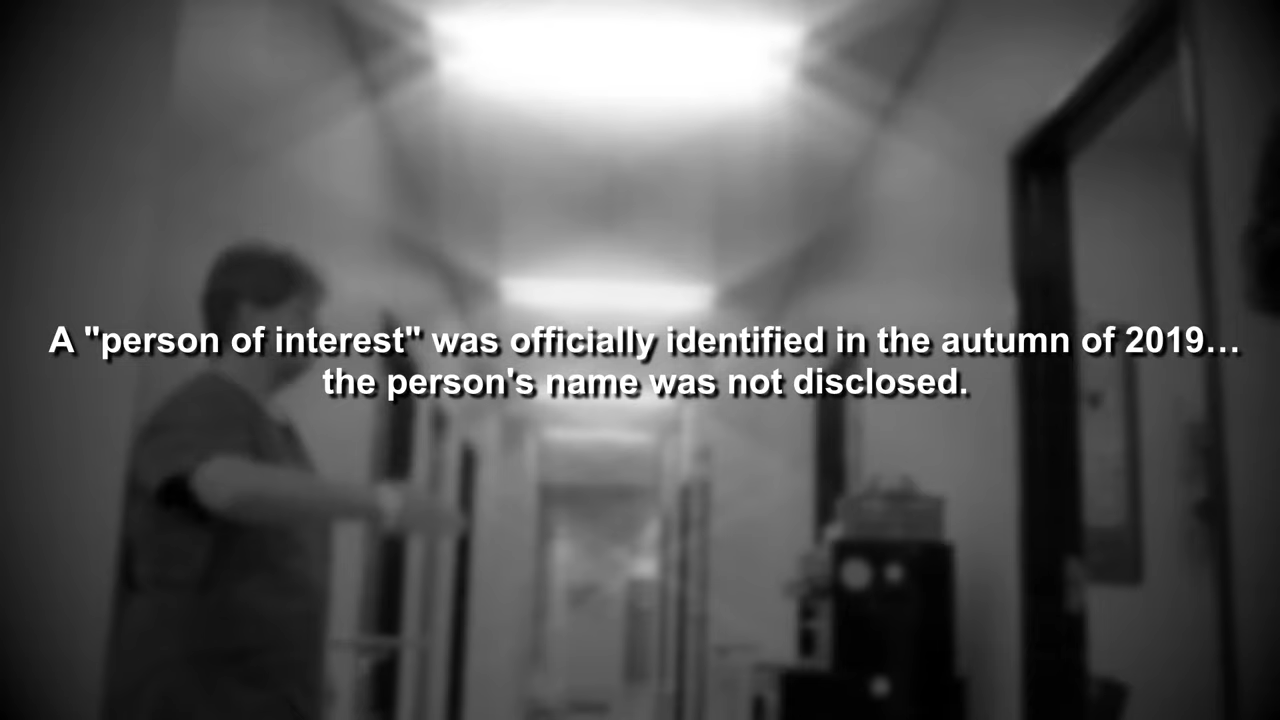 A "person of interest" was officially identified in the autumn of 2019…
the person's name was not disclosed.